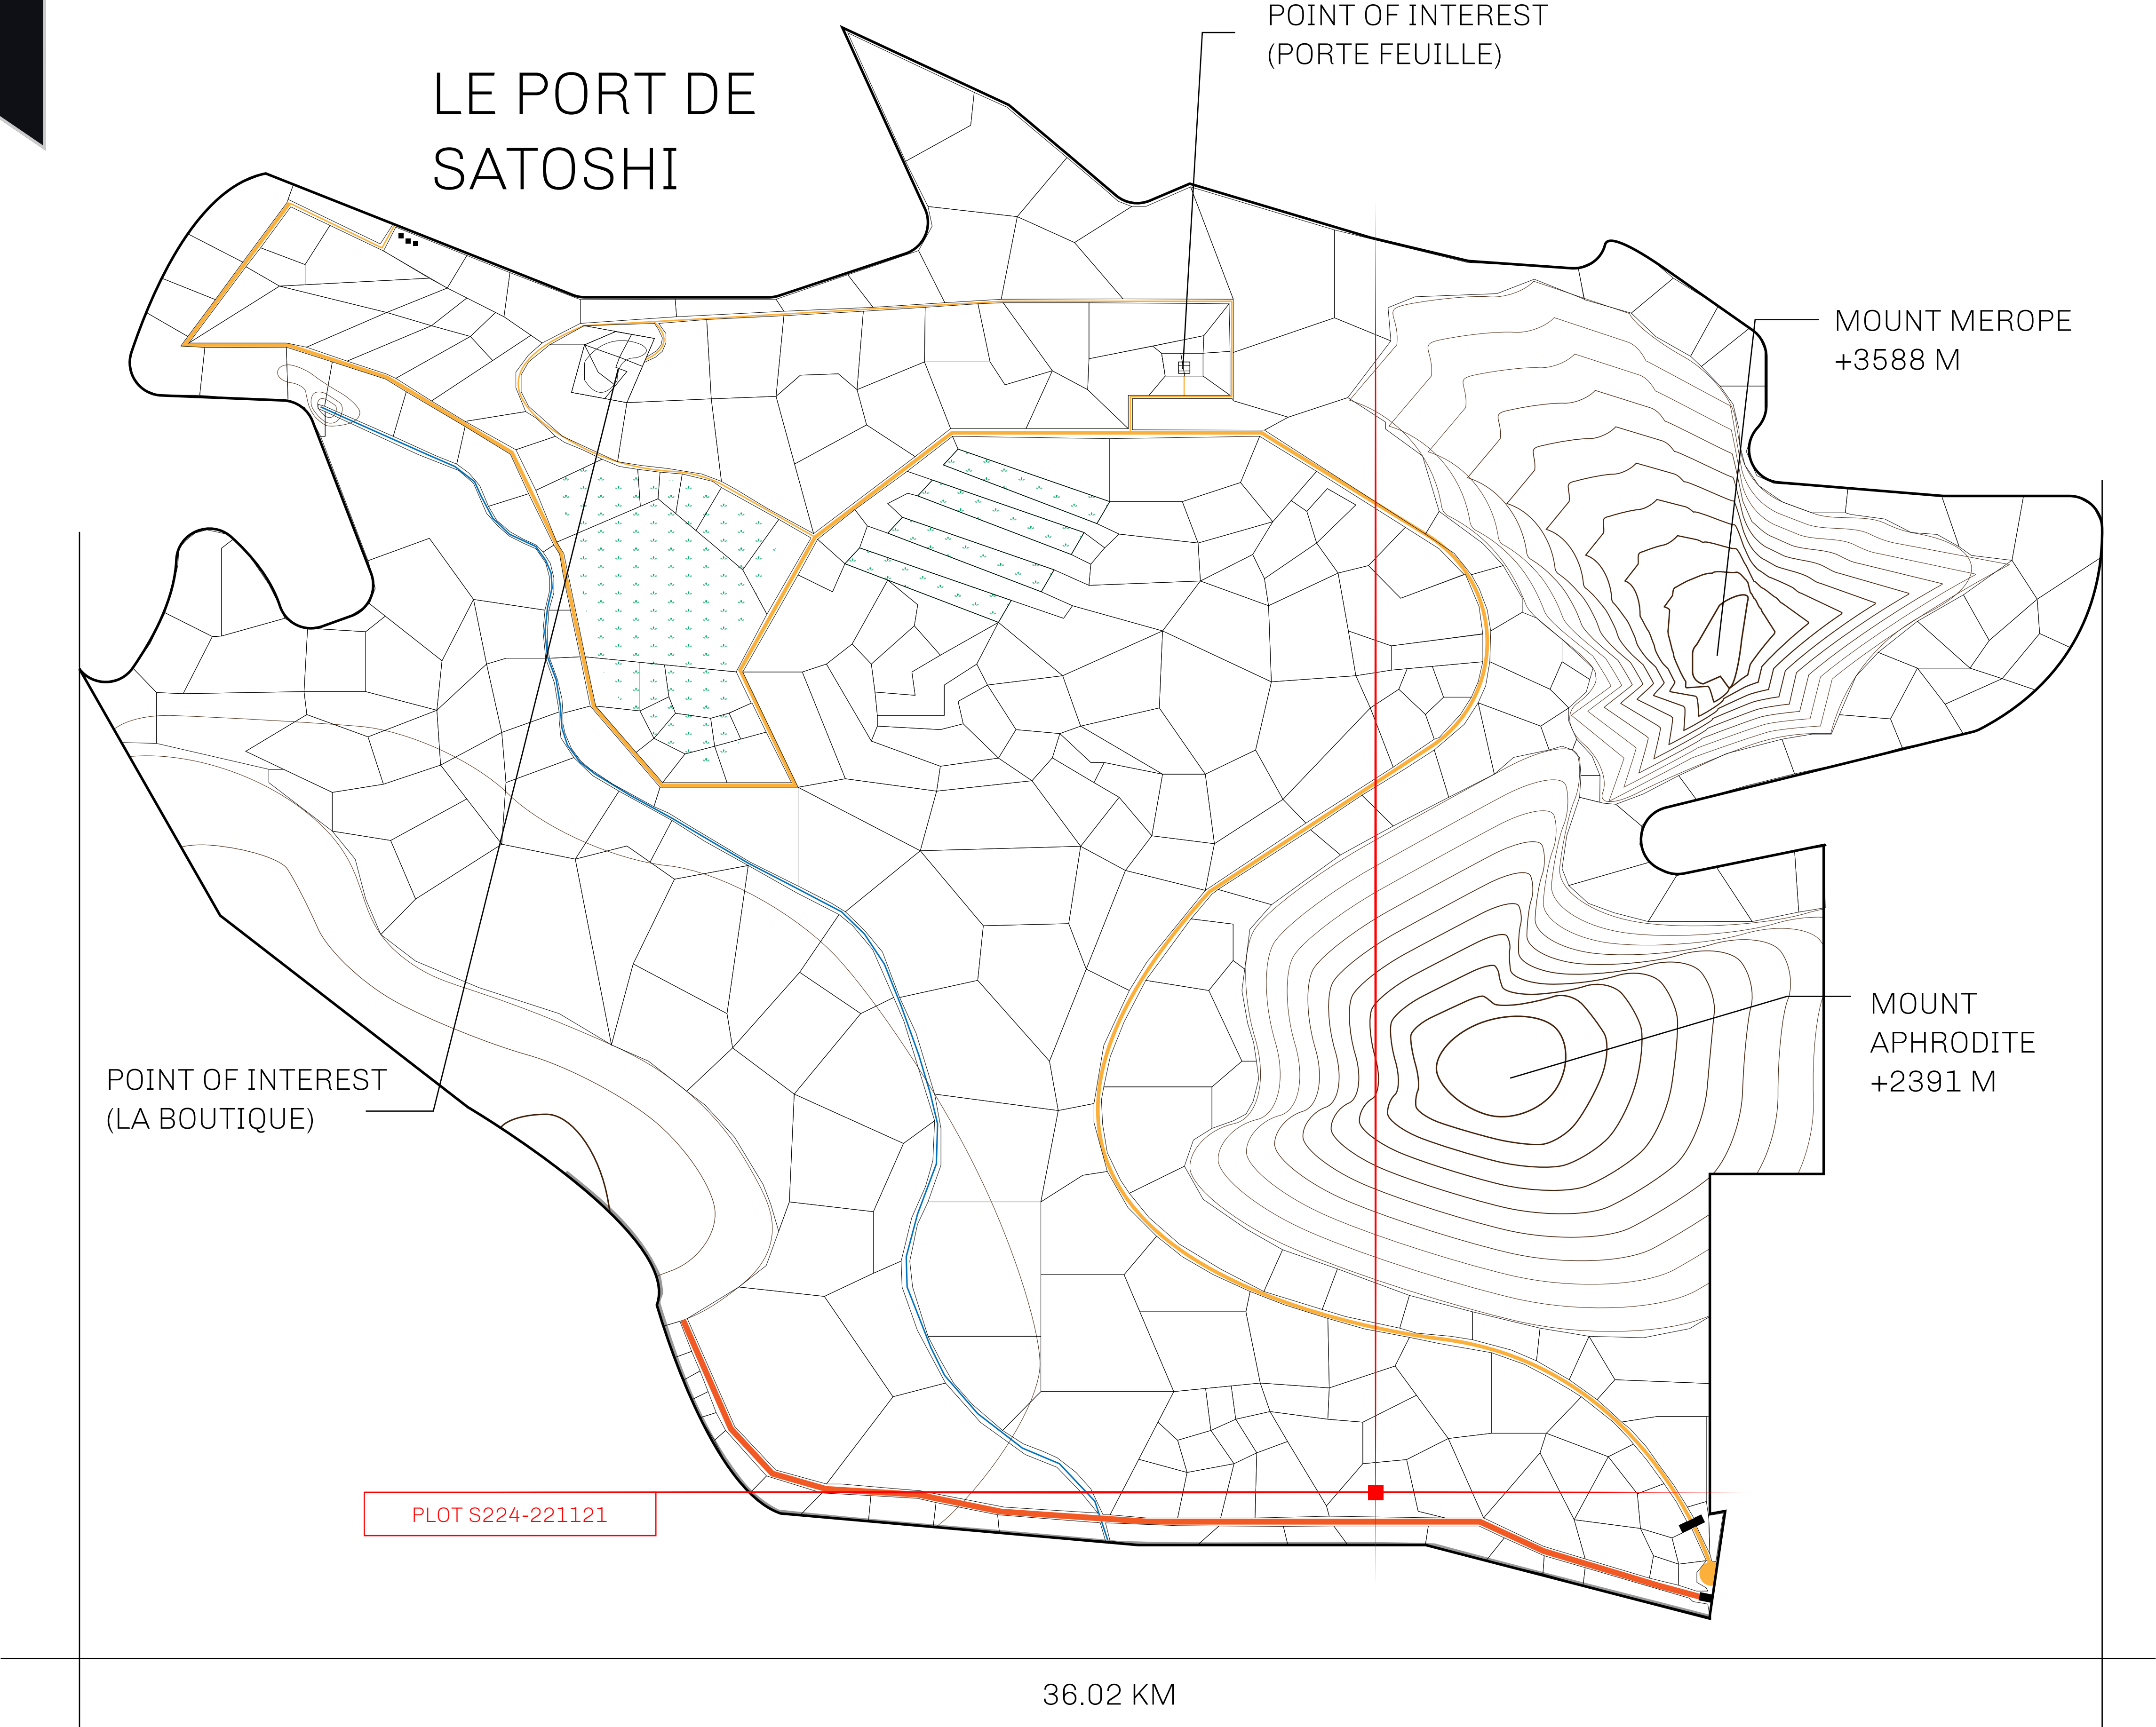 POINT OF INTEREST
(PORTE FEUILLE)
LE PORT DE
SATOSHI
MOUNT MEROPE
+3588 M
MOUNT
APHRODITE
+2391 M
POINT OF INTEREST
(LA BOUTIQUE)
PLOT S224-221121
36.02 KM